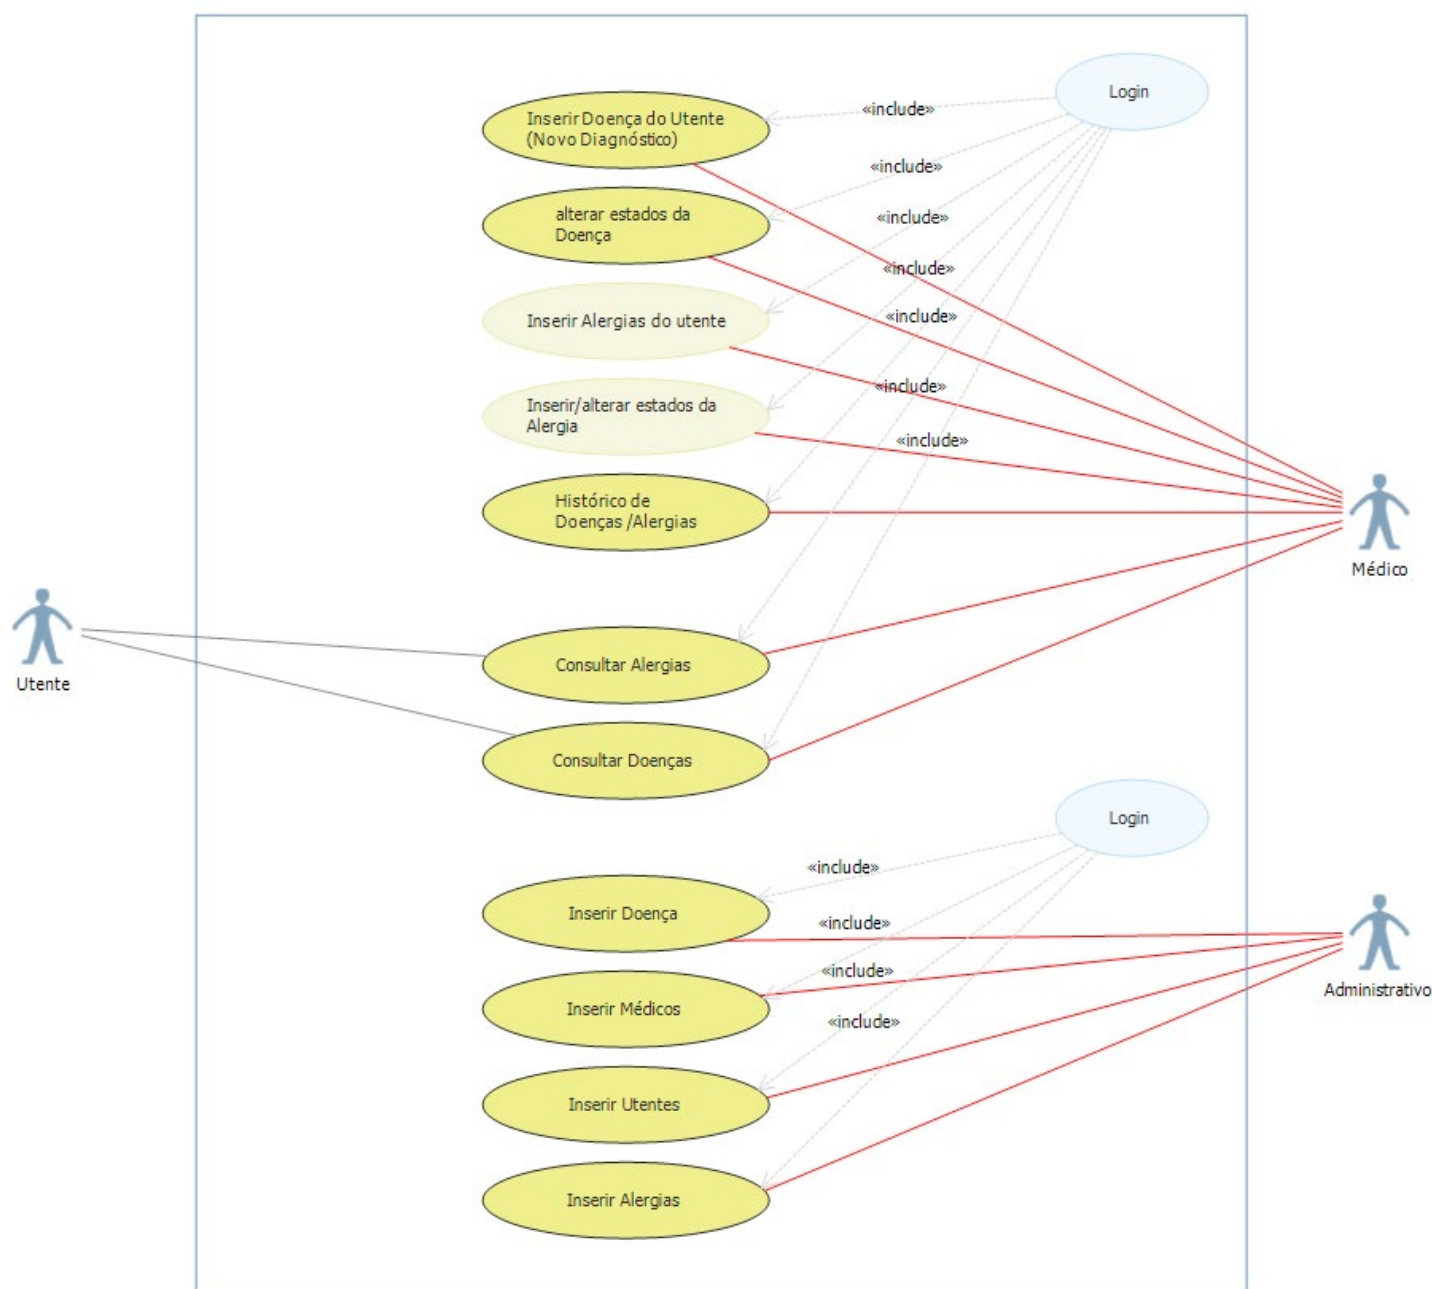 Login
«include»
Inserir Doença do Utente
(Novo Diagnóstico)
«include»
alterar estados da
Doença
«include»
«include»
Inserir Alergias do utente
«include»
«include»
Inserir/alterar estados da
Alergia
«include»
Histórico de
Doenças /Alergias
Médico
Utente
Consultar Alergias
Consultar Doenças
Login
«include»
Inserir Doença
«include»
«include»
Administrativo
Inserir Médicos
«include»
Inserir Utentes
Inserir Alergias